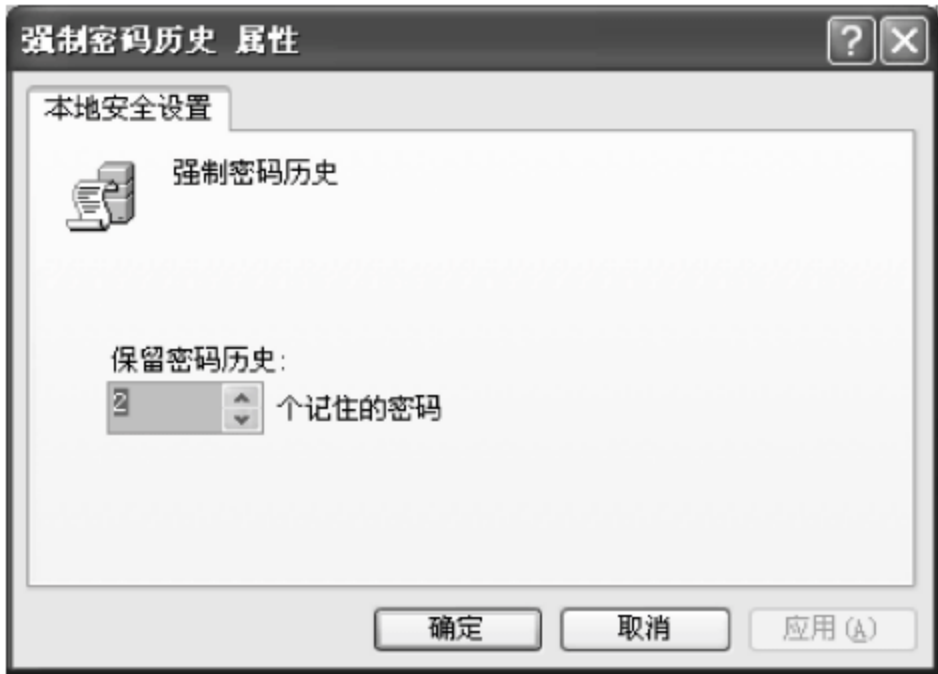 强制密码历史 属性
本地安全设置
强制密码历史
保留密码历史:
2 个记住的密码
确定 取消 应用(A)